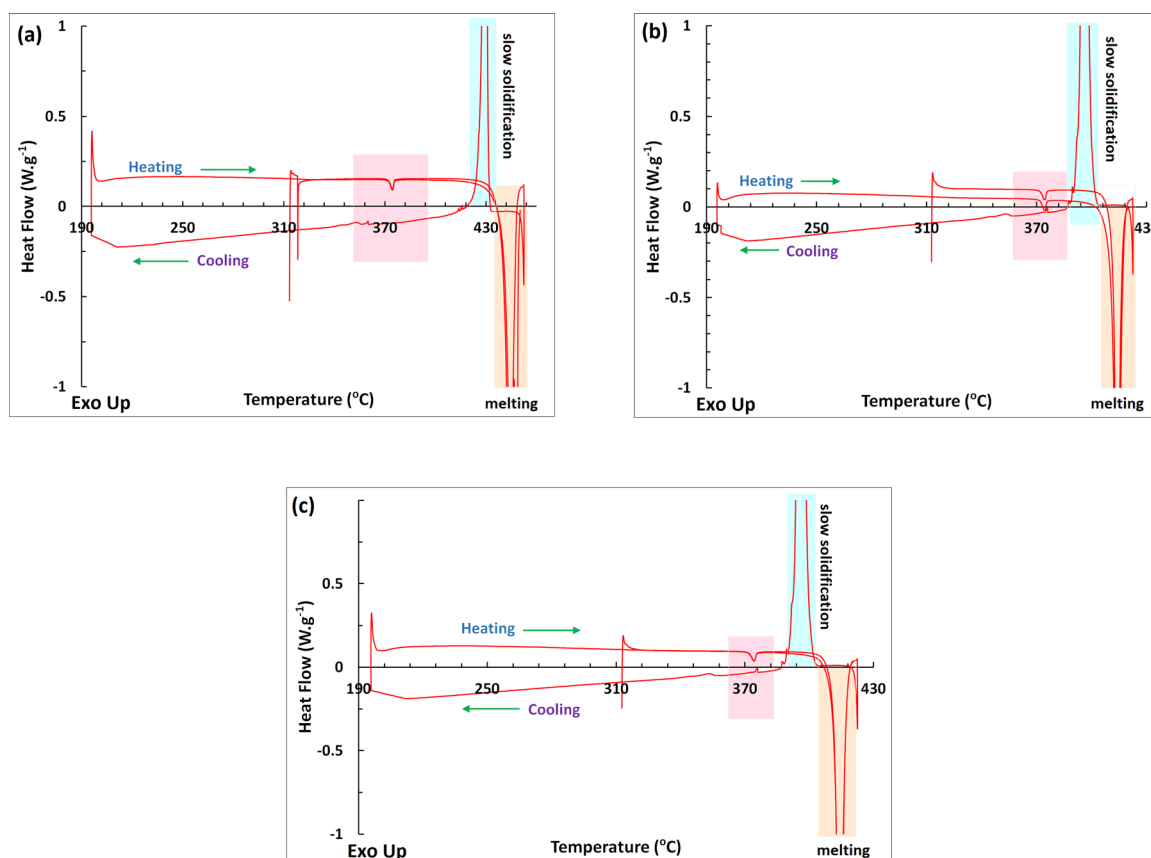 (a)
1
0.5
0
-0.5
-1
Heat Flow (W.g-1)
Heating
Cooling
slow solidification
190 250 310 370 430
Exo Up
Temperature (oC)
melting
(b)
1
0.5
0
-0.5
-1
Heat Flow (W.g-1)
Heating
Cooling
slow solidification
190 250 310 370 43
Exo Up
Temperature (oC)
melting
(c)
0.5
0
-0.5
-1
Heat Flow (W.g-1)
Heating
Cooling
slow solidification
190 250 310 370 430
Exo Up
Temperature (oC)
melting